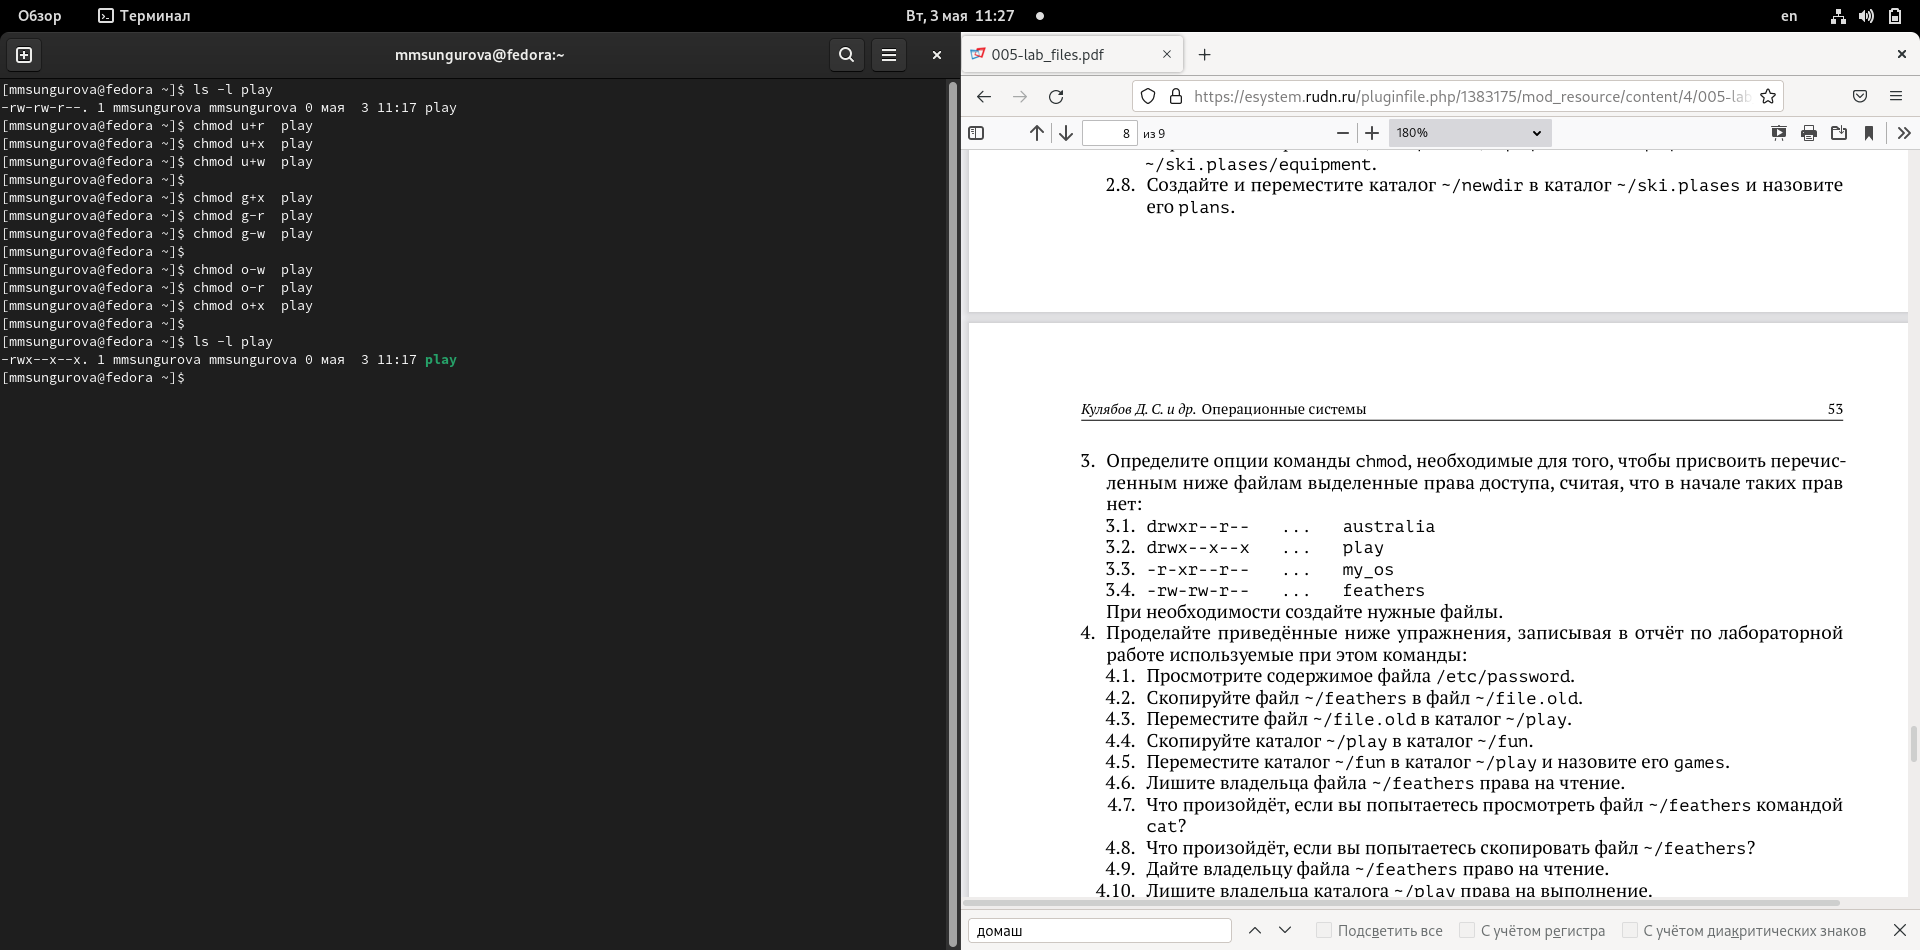 Обзор Терминал Вт, 3 мая 11:27 en
mmsungurova@fedora:~
[mmsungurova@fedora ~]$ ls -l play
-rw-rw-r--. 1 mmsungurova mmsungurova 0 мая  3 11:17 play
[mmsungurova@fedora ~]$ chmod u+r  play
[mmsungurova@fedora ~]$ chmod u+x  play
[mmsungurova@fedora ~]$ chmod u+w  play
[mmsungurova@fedora ~]$
[mmsungurova@fedora ~]$ chmod g+x  play
[mmsungurova@fedora ~]$ chmod g-r  play
[mmsungurova@fedora ~]$ chmod g-w  play
[mmsungurova@fedora ~]$
[mmsungurova@fedora ~]$ chmod o-w  play
[mmsungurova@fedora ~]$ chmod o-r  play
[mmsungurova@fedora ~]$ chmod o+x  play
[mmsungurova@fedora ~]$
[mmsungurova@fedora ~]$ ls -l play
-rwx--x--x. 1 mmsungurova mmsungurova 0 мая  3 11:17 play
[mmsungurova@fedora ~]$
005-lab_files.pdf
https://esystem.rudn.ru/pluginfile.php/1383175/mod_resource/content/4/005-lab
8 из 9 180%
~/ski.plases/equipment.
2.8. Создайте и переместите каталог ~/newdir в каталог ~/ski.plases и назовите
его plans.
Кулябов Д. С. и др. Операционные системы 53
3. Определите опции команды chmod, необходимые для того, чтобы присвоить перечис-
ленным ниже файлам выделенные права доступа, считая, что в начале таких прав
нет:
3.1. drwxr--r-- ... australia
3.2. drwx--x--x ... play
3.3. -r-xr--r-- ... my_os
3.4. -rw-rw-r-- ... feathers
При необходимости создайте нужные файлы.
4. Проделайте приведённые ниже упражнения, записывая в отчёт по лабораторной
работе используемые при этом команды:
4.1. Просмотрите содержимое файла /etc/password.
4.2. Скопируйте файл ~/feathers в файл ~/file.old.
4.3. Переместите файл ~/file.old в каталог ~/play.
4.4. Скопируйте каталог ~/play в каталог ~/fun.
4.5. Переместите каталог ~/fun в каталог ~/play и назовите его games.
4.6. Лишите владельца файла ~/feathers права на чтение.
4.7. Что произойдёт, если вы попытаетесь просмотреть файл ~/feathers командой
cat?
4.8. Что произойдёт, если вы попытаетесь скопировать файл ~/feathers?
4.9. Дайте владельцу файла ~/feathers право на чтение.
4.10. Лишите владельца каталога ~/play права на выполнение.
домаш Подсветить все С учётом регистра С учётом диакритических знаков